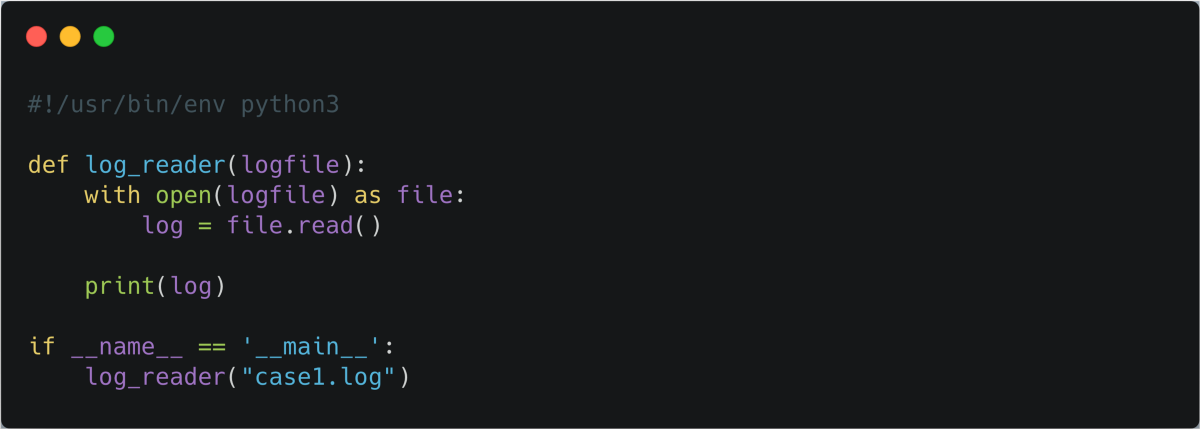 #!/usr/bin/env python3
def log_reader(logfile):
    with open(logfile) as file:
        log = file.read()
    print(log)
if __name__ == '__main__':
    log_reader("case1.log")